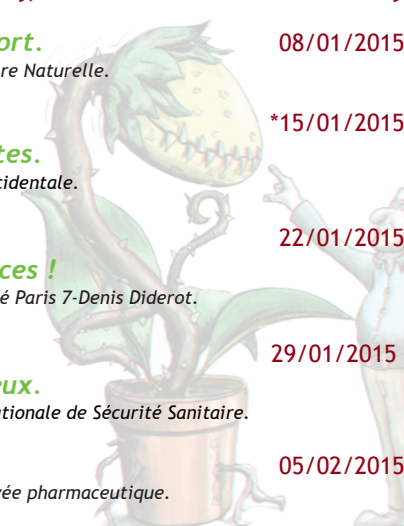 ort. 08/01/2015
re Naturelle.
*15/01/2015
tes.
cidentale.
22/01/2015
ces !
é Paris 7-Denis Diderot.
29/01/2015
eux.
tionale de Sécurité Sanitaire.
05/02/2015
ée pharmaceutique.